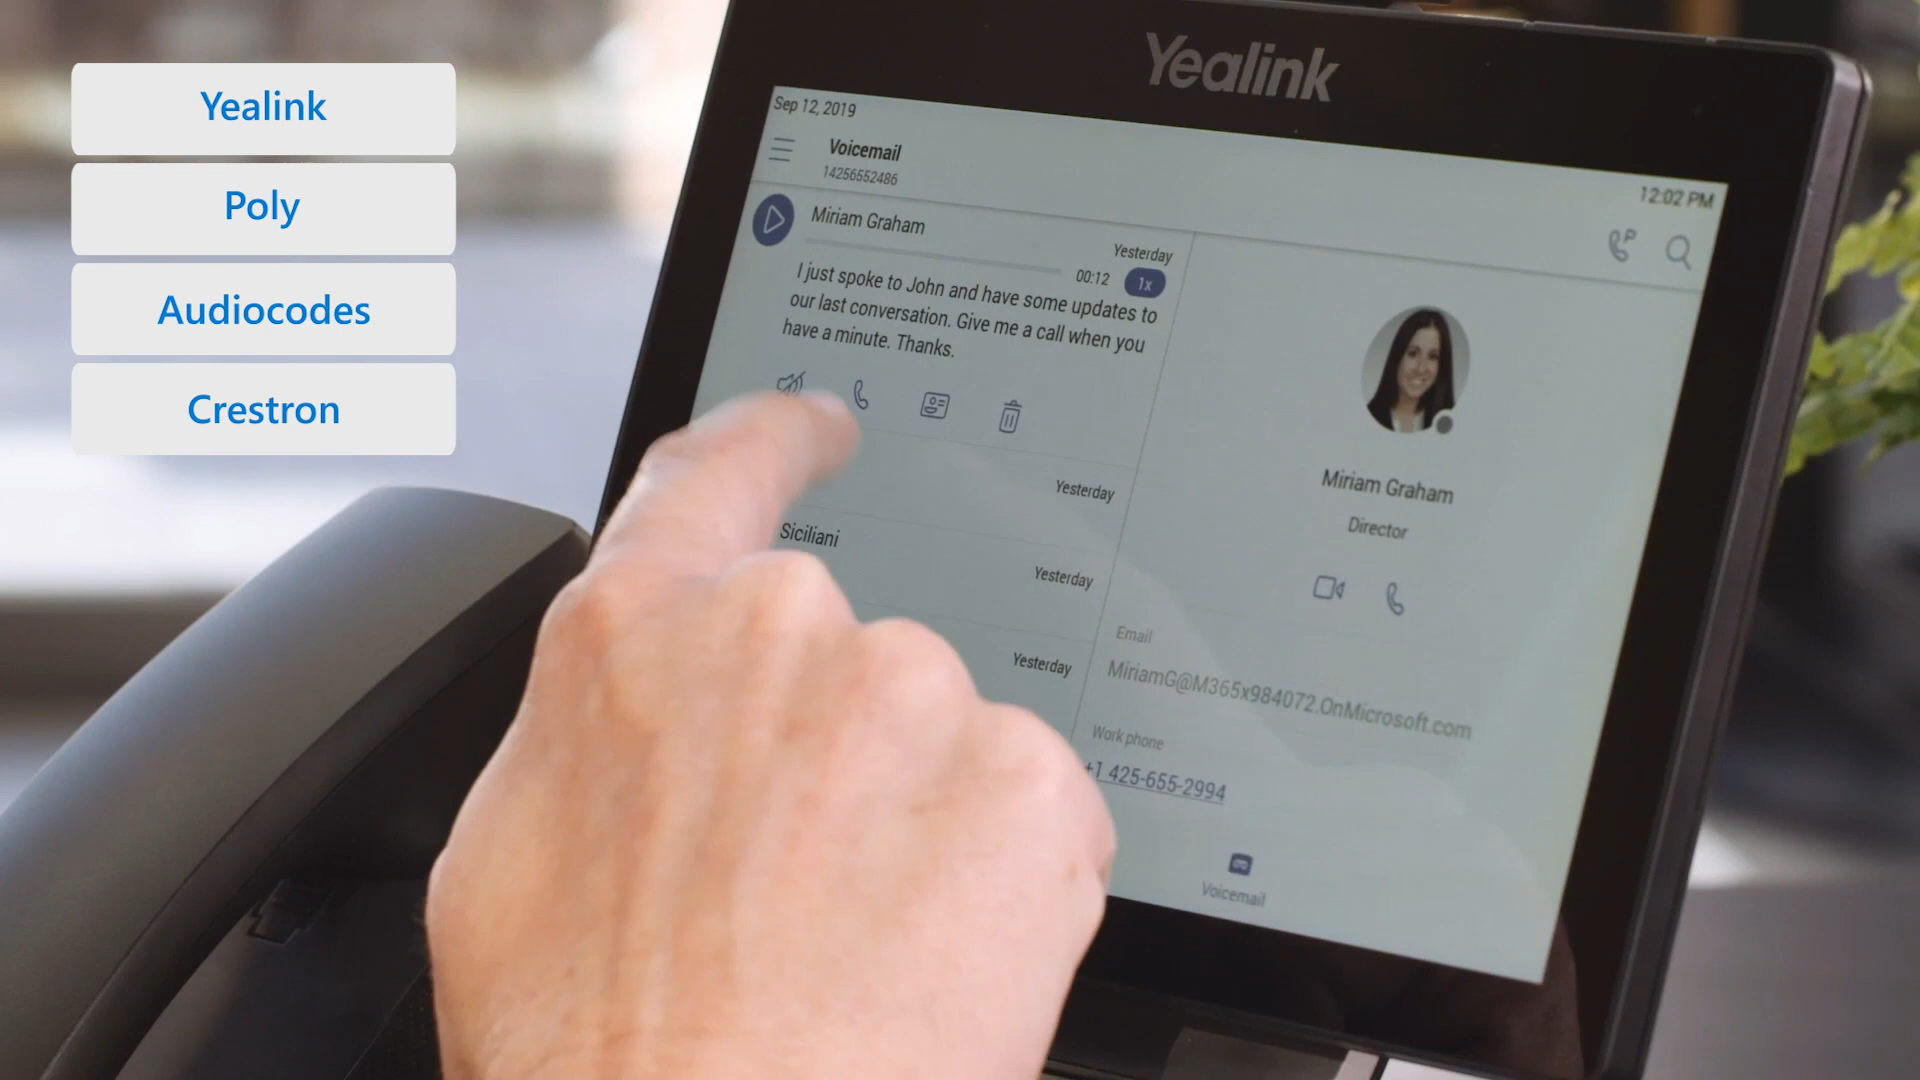 Yealink
Poly
Audiocodes
Crestron
Yealink
Sep 12, 2019
12:02 PM
Voicemail
14256552486
Miriam Graham
Yesterday
00:12
1x
I just spoke to John and have some updates to
our last conversation. Give me a call when you
have a minute. Thanks.
Yesterday
Siciliani
Yesterday
Yesterday
Miriam Graham
Director
Email
MiriamG@M365x984072.OnMicrosoft.com
Work phone
+1 425-655-2994
Voicemail